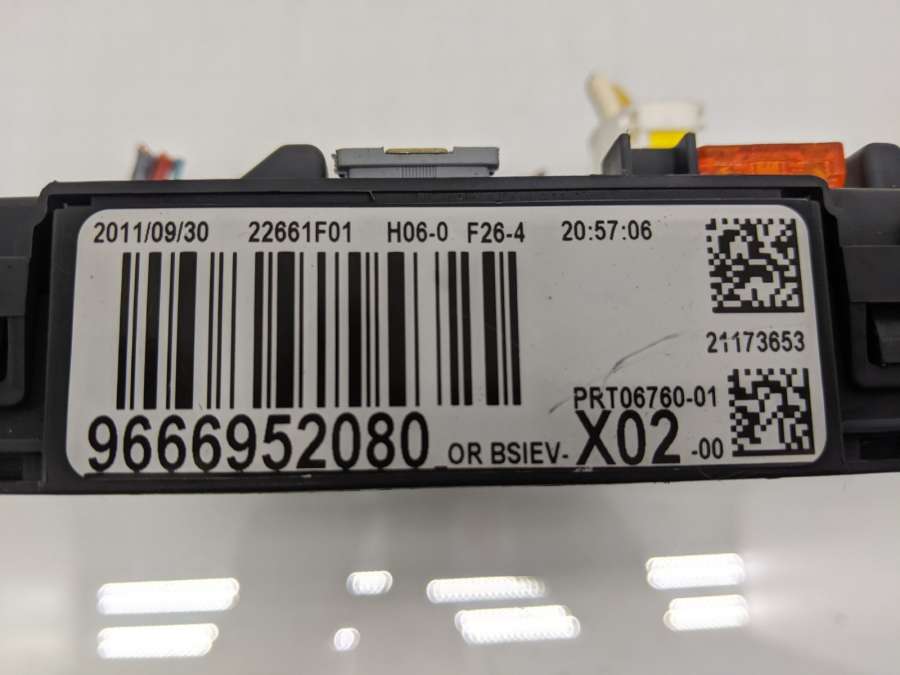 2011/09/30 22661F01 H06-0 F26-4 20:57:06
21173653
PRT06760-01
9666952080 OR BSIEV- X02 -00